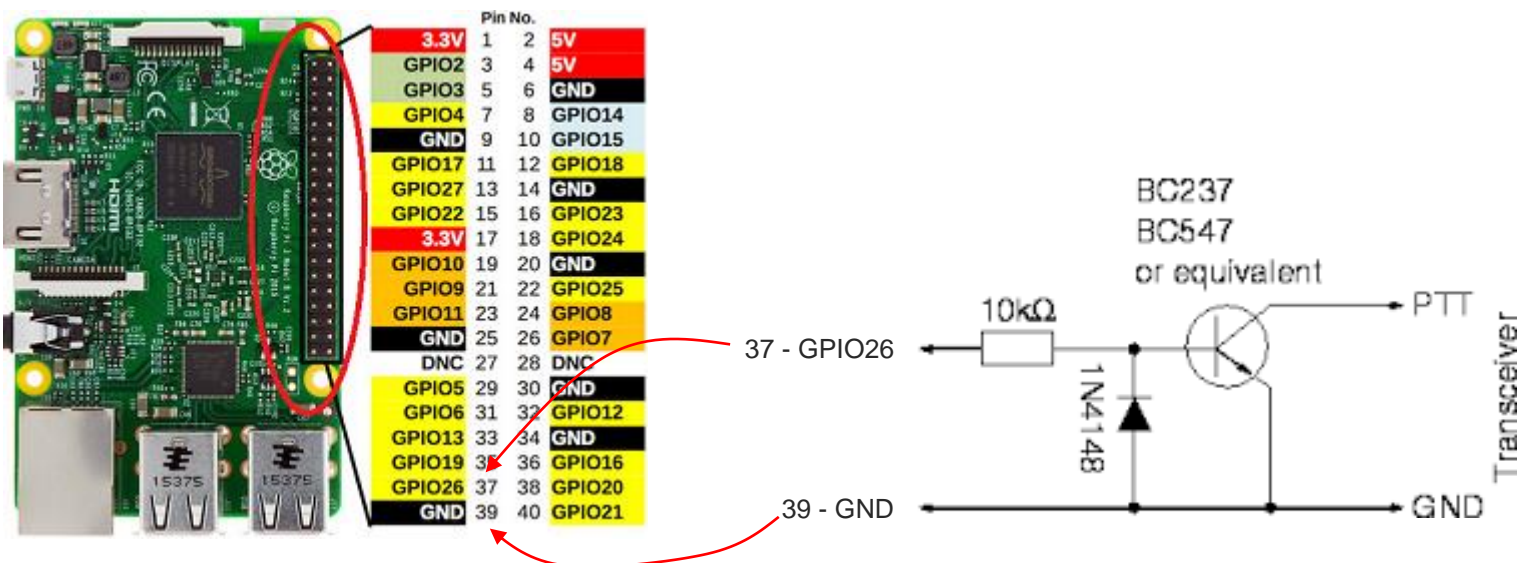 Pin No.
3.3V 1 2 5V
GPIO2 3 4 5V
GPIO3 5 6 GND
GPIO4 7 8 GPIO14
GND 9 10 GPIO15
GPIO17 11 12 GPIO18
GPIO27 13 14 GND
GPIO22 15 16 GPIO23
3.3V 17 18 GPIO24
GPIO10 19 20 GND
GPIO9 21 22 GPIO25
GPIO11 23 24 GPIO8
GND 25 26 GPIO7
DNC 27 28 DNC
GPIO5 29 30 GND
GPIO6 31 32 GPIO12
GPIO13 33 34 GND
GPIO19 35 36 GPIO16
GPIO26 37 38 GPIO20
GND 39 40 GPIO21
DISPLAY
HDMI
CAMERA
15375
15375
37 - GPIO26
39 - GND
BC237
BC547
or equivalent
10kΩ
1N4148
PTT
GND
Transceiver